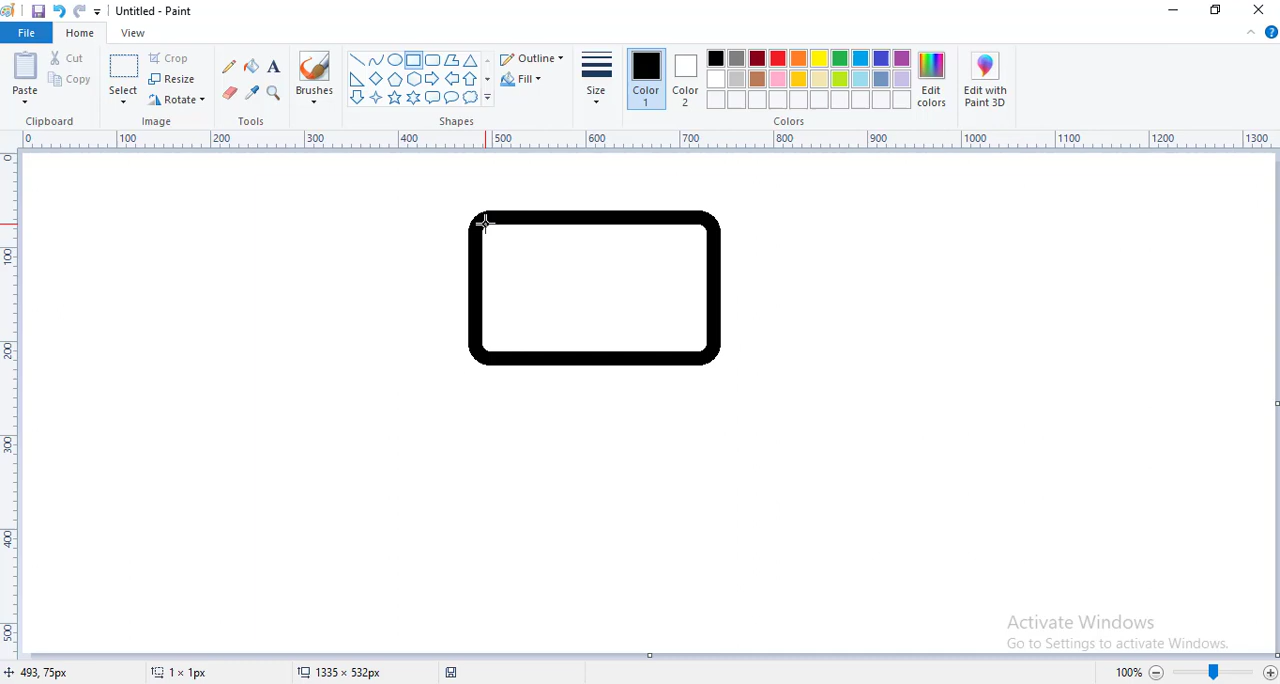 Untitled - Paint
File Home View
Paste
Cut
Copy
Clipboard
Select
Crop
Resize
Rotate
Image
A
Tools
Brushes
Shapes
Outline
Fill
Size
Color 1
Color 2
Colors
Edit colors
Edit with Paint 3D
0 100 200 300 400 500 600 700 800 900 1000 1100 1200 1300
0
100
200
300
400
500
Activate Windows
Go to Settings to activate Windows.
493, 75px 1 × 1px 1335 × 532px 100%